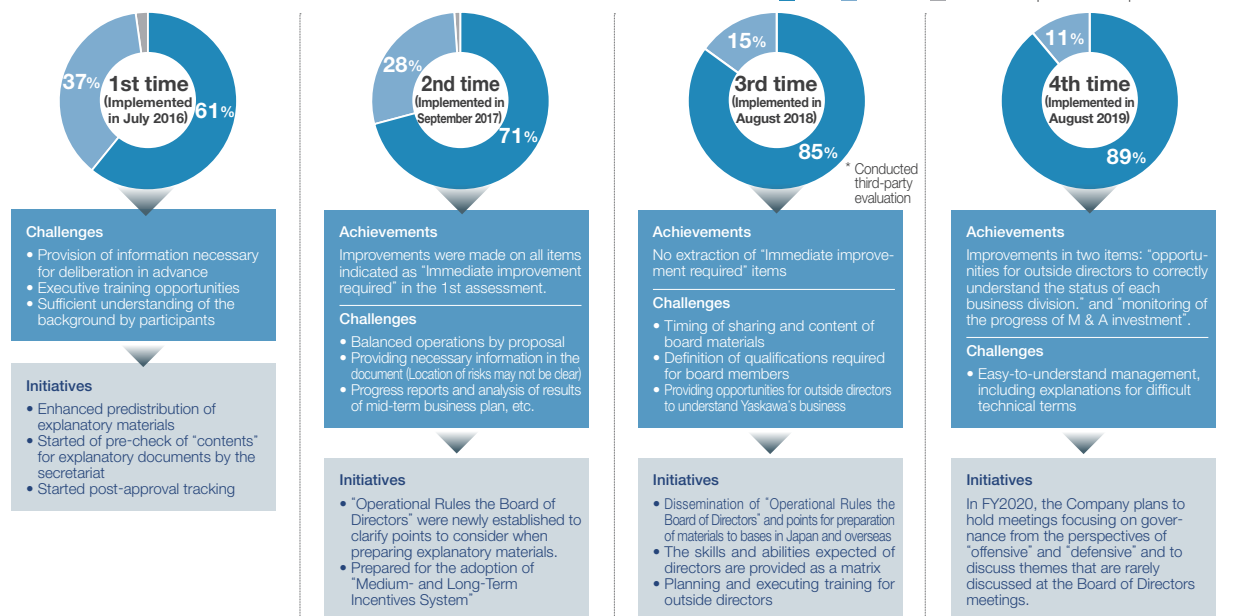 37%
1st time
(Implemented
in July 2016)
61%
Challenges
• Provision of information necessary
for deliberation in advance
• Executive training opportunities
• Sufficient understanding of the
background by participants
Initiatives
• Enhanced predistribution of
explanatory materials
• Started of pre-check of “contents”
for explanatory documents by the
secretariat
• Started post-approval tracking
28%
2nd time
(Implemented in
September 2017)
71%
Achievements
Improvements were made on all items
indicated as “Immediate improvement
required” in the 1st assessment.
Challenges
• Balanced operations by proposal
• Providing necessary information in the
document (Location of risks may not be clear)
• Progress reports and analysis of results
of mid-term business plan, etc.
Initiatives
• “Operational Rules the Board of
Directors” were newly established to
clarify points to consider when
preparing explanatory materials.
• Prepared for the adoption of
“Medium- and Long-Term
Incentives System”
15%
3rd time
(Implemented in
August 2018)
85%
* Conducted
third-party
evaluation
Achievements
No extraction of “Immediate improve-
ment required” items
Challenges
• Timing of sharing and content of
board materials
• Definition of qualifications required
for board members
• Providing opportunities for outside directors
to understand Yaskawa’s business
Initiatives
• Dissemination of “Operational Rules the
Board of Directors” and points for preparation
of materials to bases in Japan and overseas
• The skills and abilities expected of
directors are provided as a matrix
• Planning and executing training for
outside directors
11%
4th time
(Implemented in
August 2019)
89%
Achievements
Improvements in two items: “opportu-
nities for outside directors to correctly
understand the status of each
business division.” and “monitoring of
the progress of M & A investment”.
Challenges
• Easy-to-understand management,
including explanations for difficult
technical terms
Initiatives
In FY2020, the Company plans to
hold meetings focusing on gover-
nance from the perspectives of
“offensive” and “defensive” and to
discuss themes that are rarely
discussed at the Board of Directors
meetings.